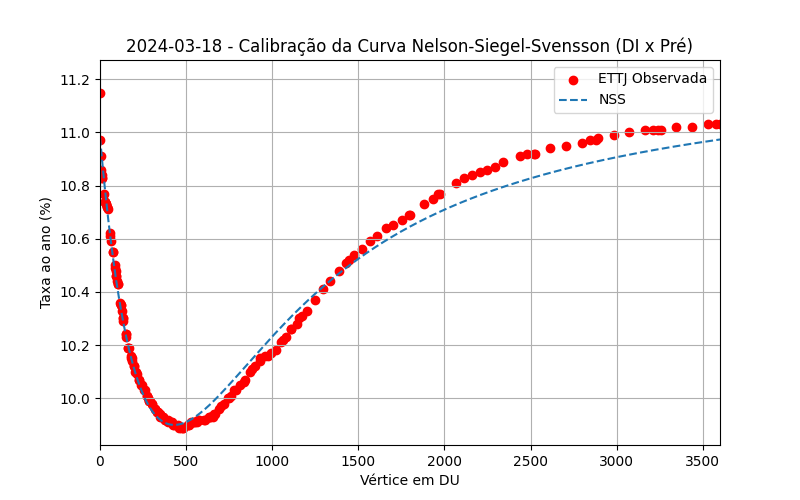 2024-03-18 - Calibração da Curva Nelson-Siegel-Svensson (DI x Pré)
ETTJ Observada
NSS
Taxa ao ano (%)
11.2
11.0
10.8
10.6
10.4
10.2
10.0
0 500 1000 1500 2000 2500 3000 3500
Vértice em DU